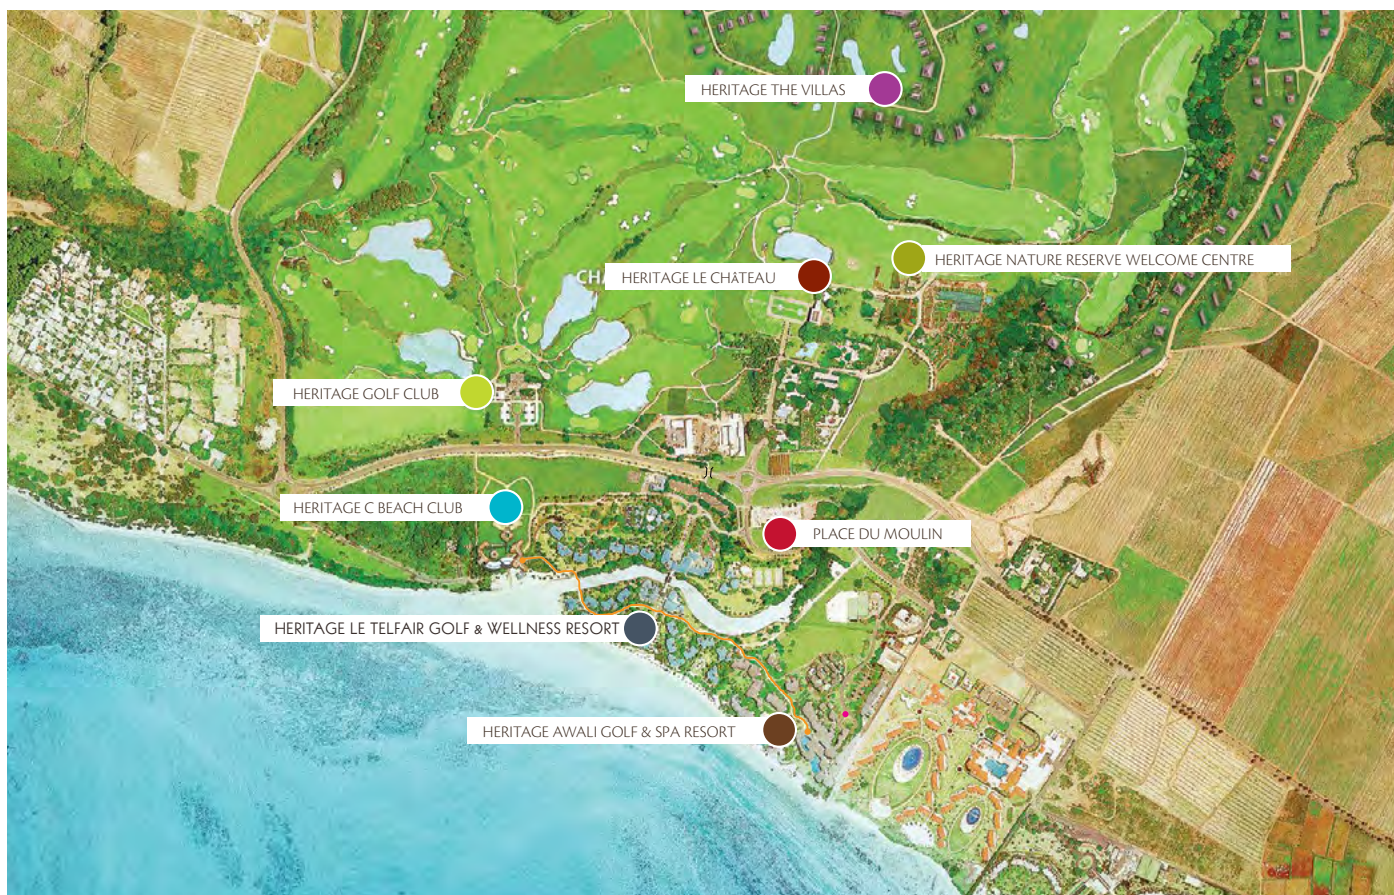 HERITAGE THE VILLAS
HERITAGE NATURE RESERVE WELCOME CENTRE
CH
HERITAGE LE CHâTEAU
HERITAGE GOLF CLUB
HERITAGE C BEACH CLUB
PLACE DU MOULIN
HERITAGE LE TELFAIR GOLF & WELLNESS RESORT
HERITAGE AWALI GOLF & SPA RESORT